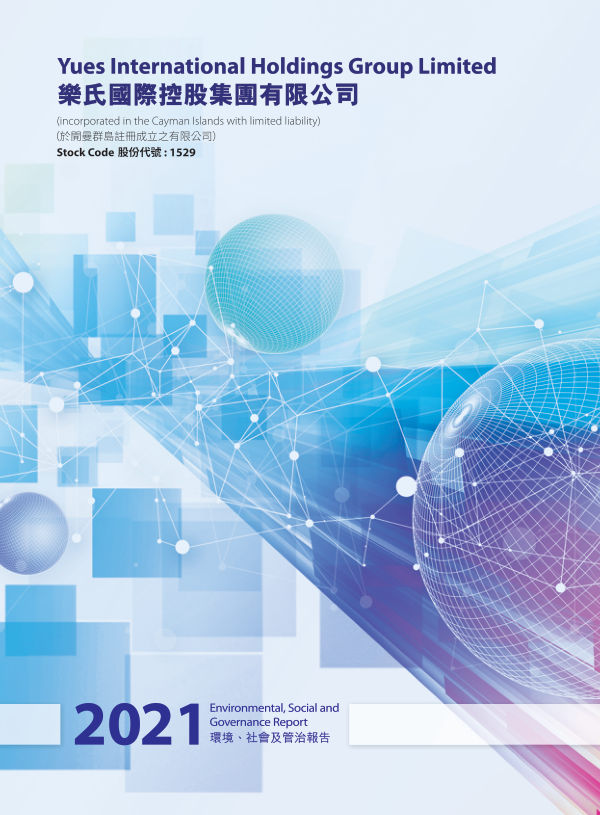 Yues International Holdings Group Limited
樂氏國際控股集團有限公司
(incorporated in the Cayman Islands with limited liability)
(於開曼群島註冊成立之有限公司)
Stock Code 股份代號 : 1529
2021
Environmental, Social and
Governance Report
環境、社會及管治報告